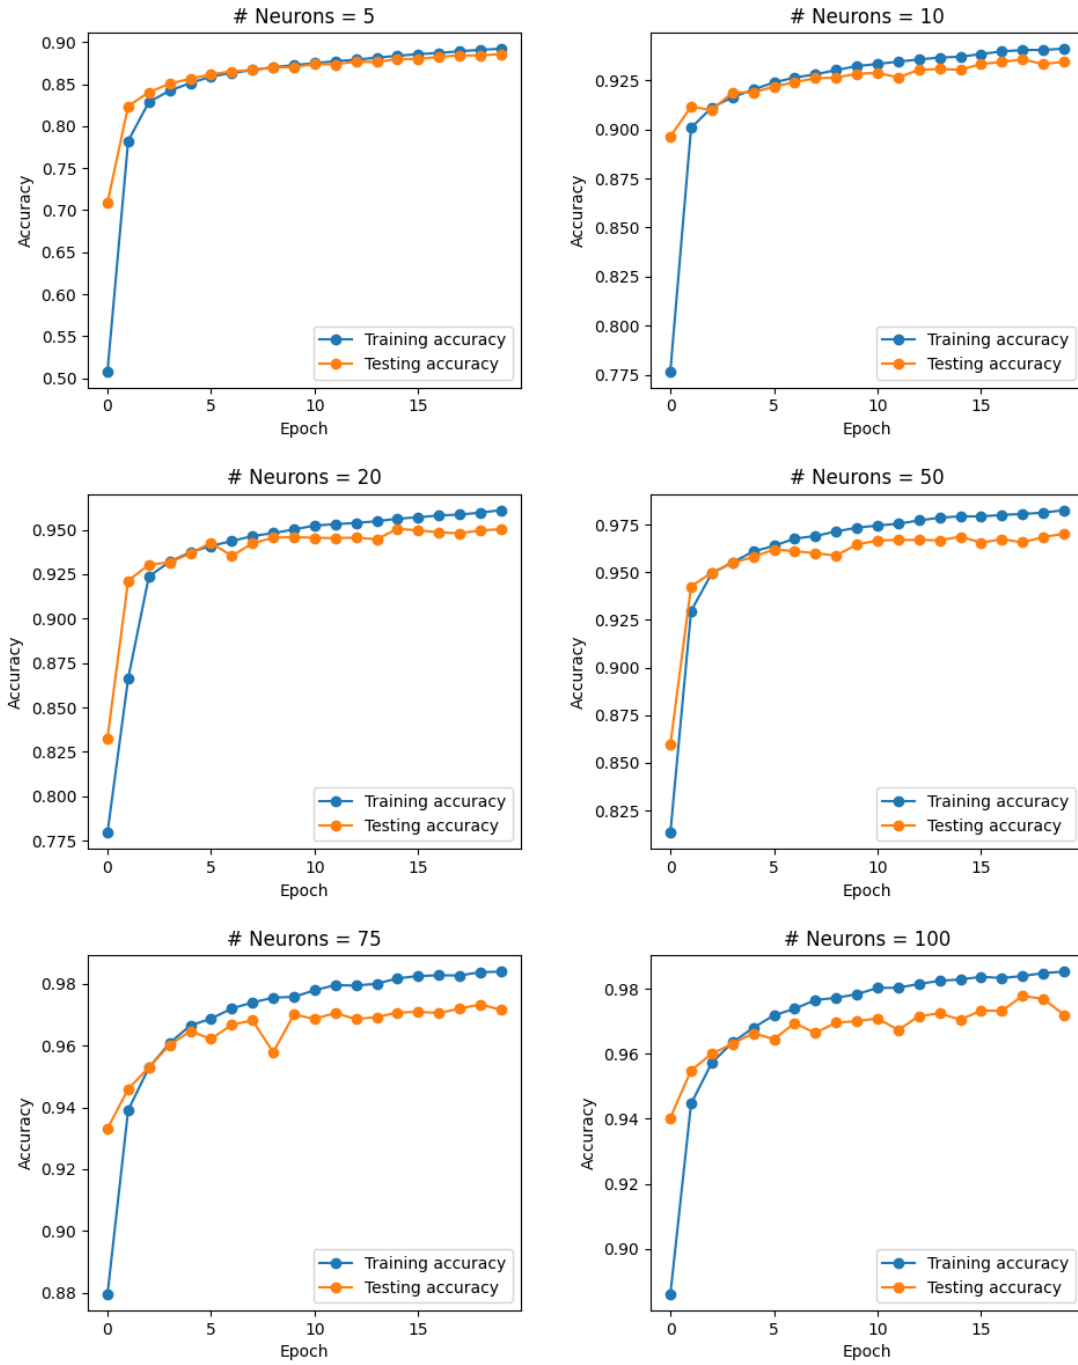 # Neurons = 5
0.90
0.85
0.80
0.75
0.70
0.65
0.60
0.55
0.50
Accuracy
Training accuracy
Testing accuracy
0 5 10 15
Epoch
# Neurons = 10
0.925
0.900
0.875
0.850
0.825
0.800
0.775
Accuracy
Training accuracy
Testing accuracy
0 5 10 15
Epoch
# Neurons = 20
0.950
0.925
0.900
0.875
0.850
0.825
0.800
0.775
Accuracy
Training accuracy
Testing accuracy
0 5 10 15
Epoch
# Neurons = 50
0.975
0.950
0.925
0.900
0.875
0.850
0.825
Accuracy
Training accuracy
Testing accuracy
0 5 10 15
Epoch
# Neurons = 75
0.98
0.96
0.94
0.92
0.90
0.88
Accuracy
Training accuracy
Testing accuracy
0 5 10 15
Epoch
# Neurons = 100
0.98
0.96
0.94
0.92
0.90
Accuracy
Training accuracy
Testing accuracy
0 5 10 15
Epoch